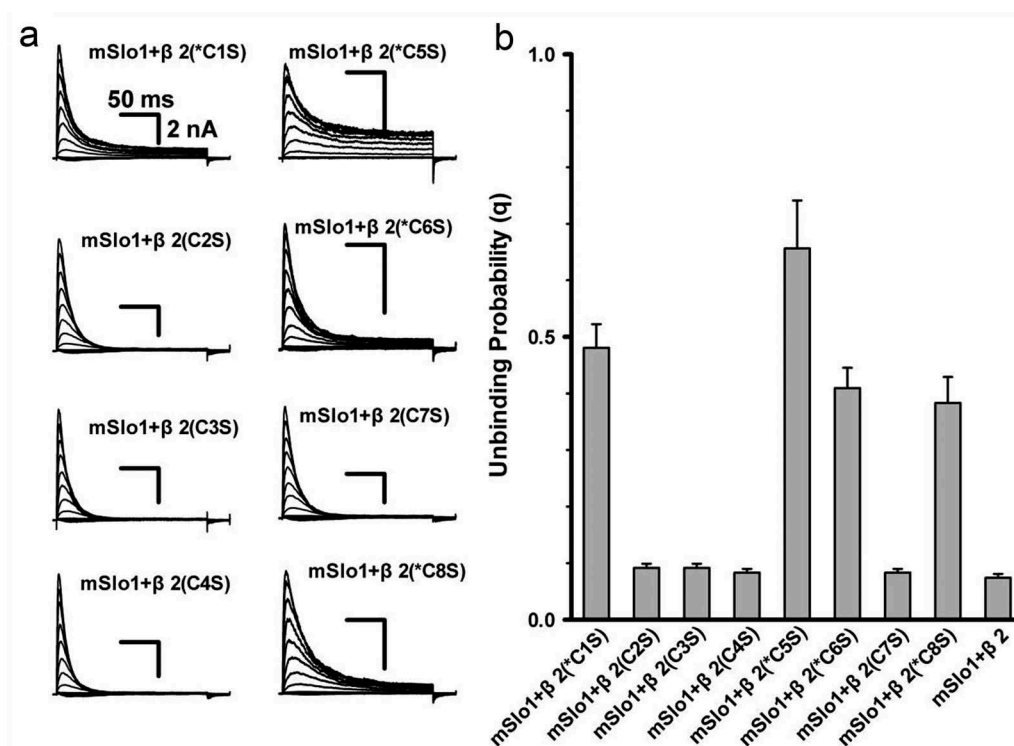 a
mSlo1+β 2(*C1S)
50 ms
2 nA
mSlo1+β 2(*C5S)
mSlo1+β 2(C2S)
mSlo1+β 2(*C6S)
mSlo1+β 2(C3S)
mSlo1+β 2(C7S)
mSlo1+β 2(C4S)
mSlo1+β 2(*C8S)
b
Unbinding Probability (q)
1.0
0.5
0.0
mSlo1+β 2(*C1S)
mSlo1+β 2(C2S)
mSlo1+β 2(C3S)
mSlo1+β 2(C4S)
mSlo1+β 2(*C5S)
mSlo1+β 2(*C6S)
mSlo1+β 2(C7S)
mSlo1+β 2(*C8S)
mSlo1+β 2